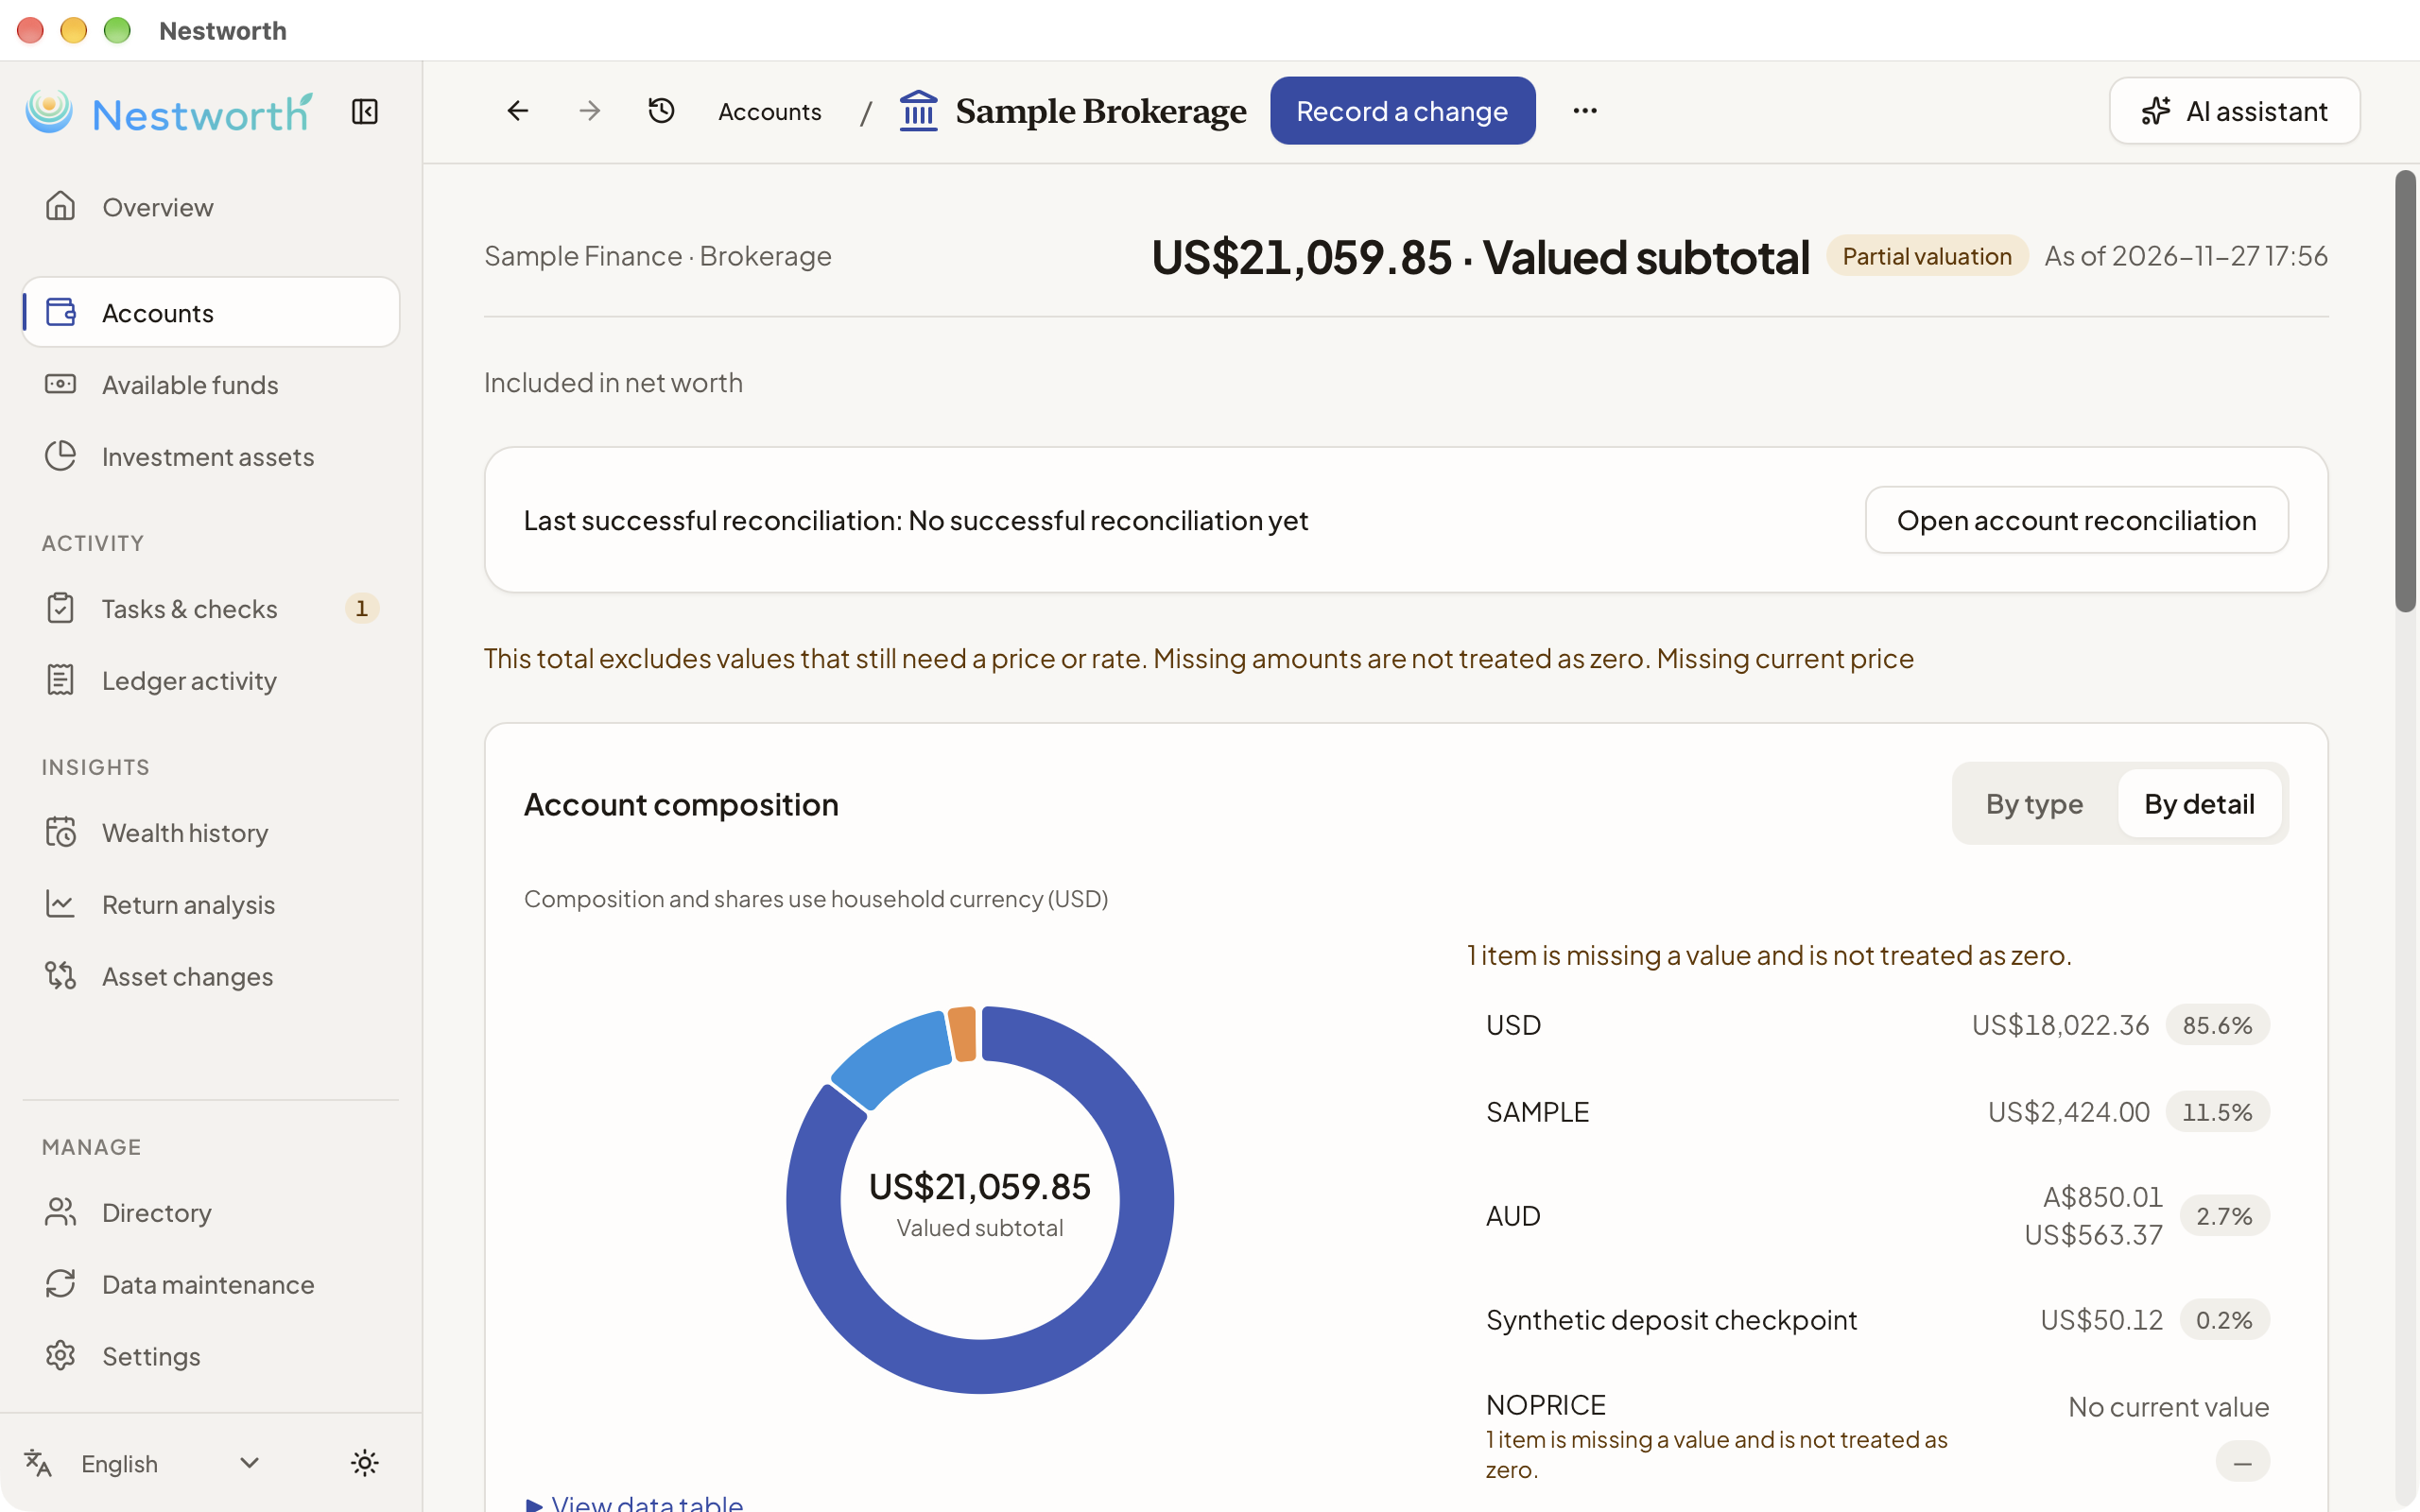 Nestworth
Nestworth
Overview
Accounts
Available funds
Investment assets
ACTIVITY
Tasks & checks 1
Ledger activity
INSIGHTS
Wealth history
Return analysis
Asset changes
MANAGE
Directory
Data maintenance
Settings
English
Accounts / Sample Brokerage Record a change ... AI assistant
Sample Finance · Brokerage US$21,059.85 · Valued subtotal Partial valuation As of 2026–11–27 17:56
Included in net worth
Last successful reconciliation: No successful reconciliation yet Open account reconciliation
This total excludes values that still need a price or rate. Missing amounts are not treated as zero. Missing current price
Account composition By type By detail
Composition and shares use household currency (USD)
US$21,059.85
Valued subtotal
1 item is missing a value and is not treated as zero.
USD US$18,022.36 85.6%
SAMPLE US$2,424.00 11.5%
AUD A$850.01
US$563.37 2.7%
Synthetic deposit checkpoint US$50.12 0.2%
NOPRICE No current value
1 item is missing a value and is not treated as
zero. —
View data table